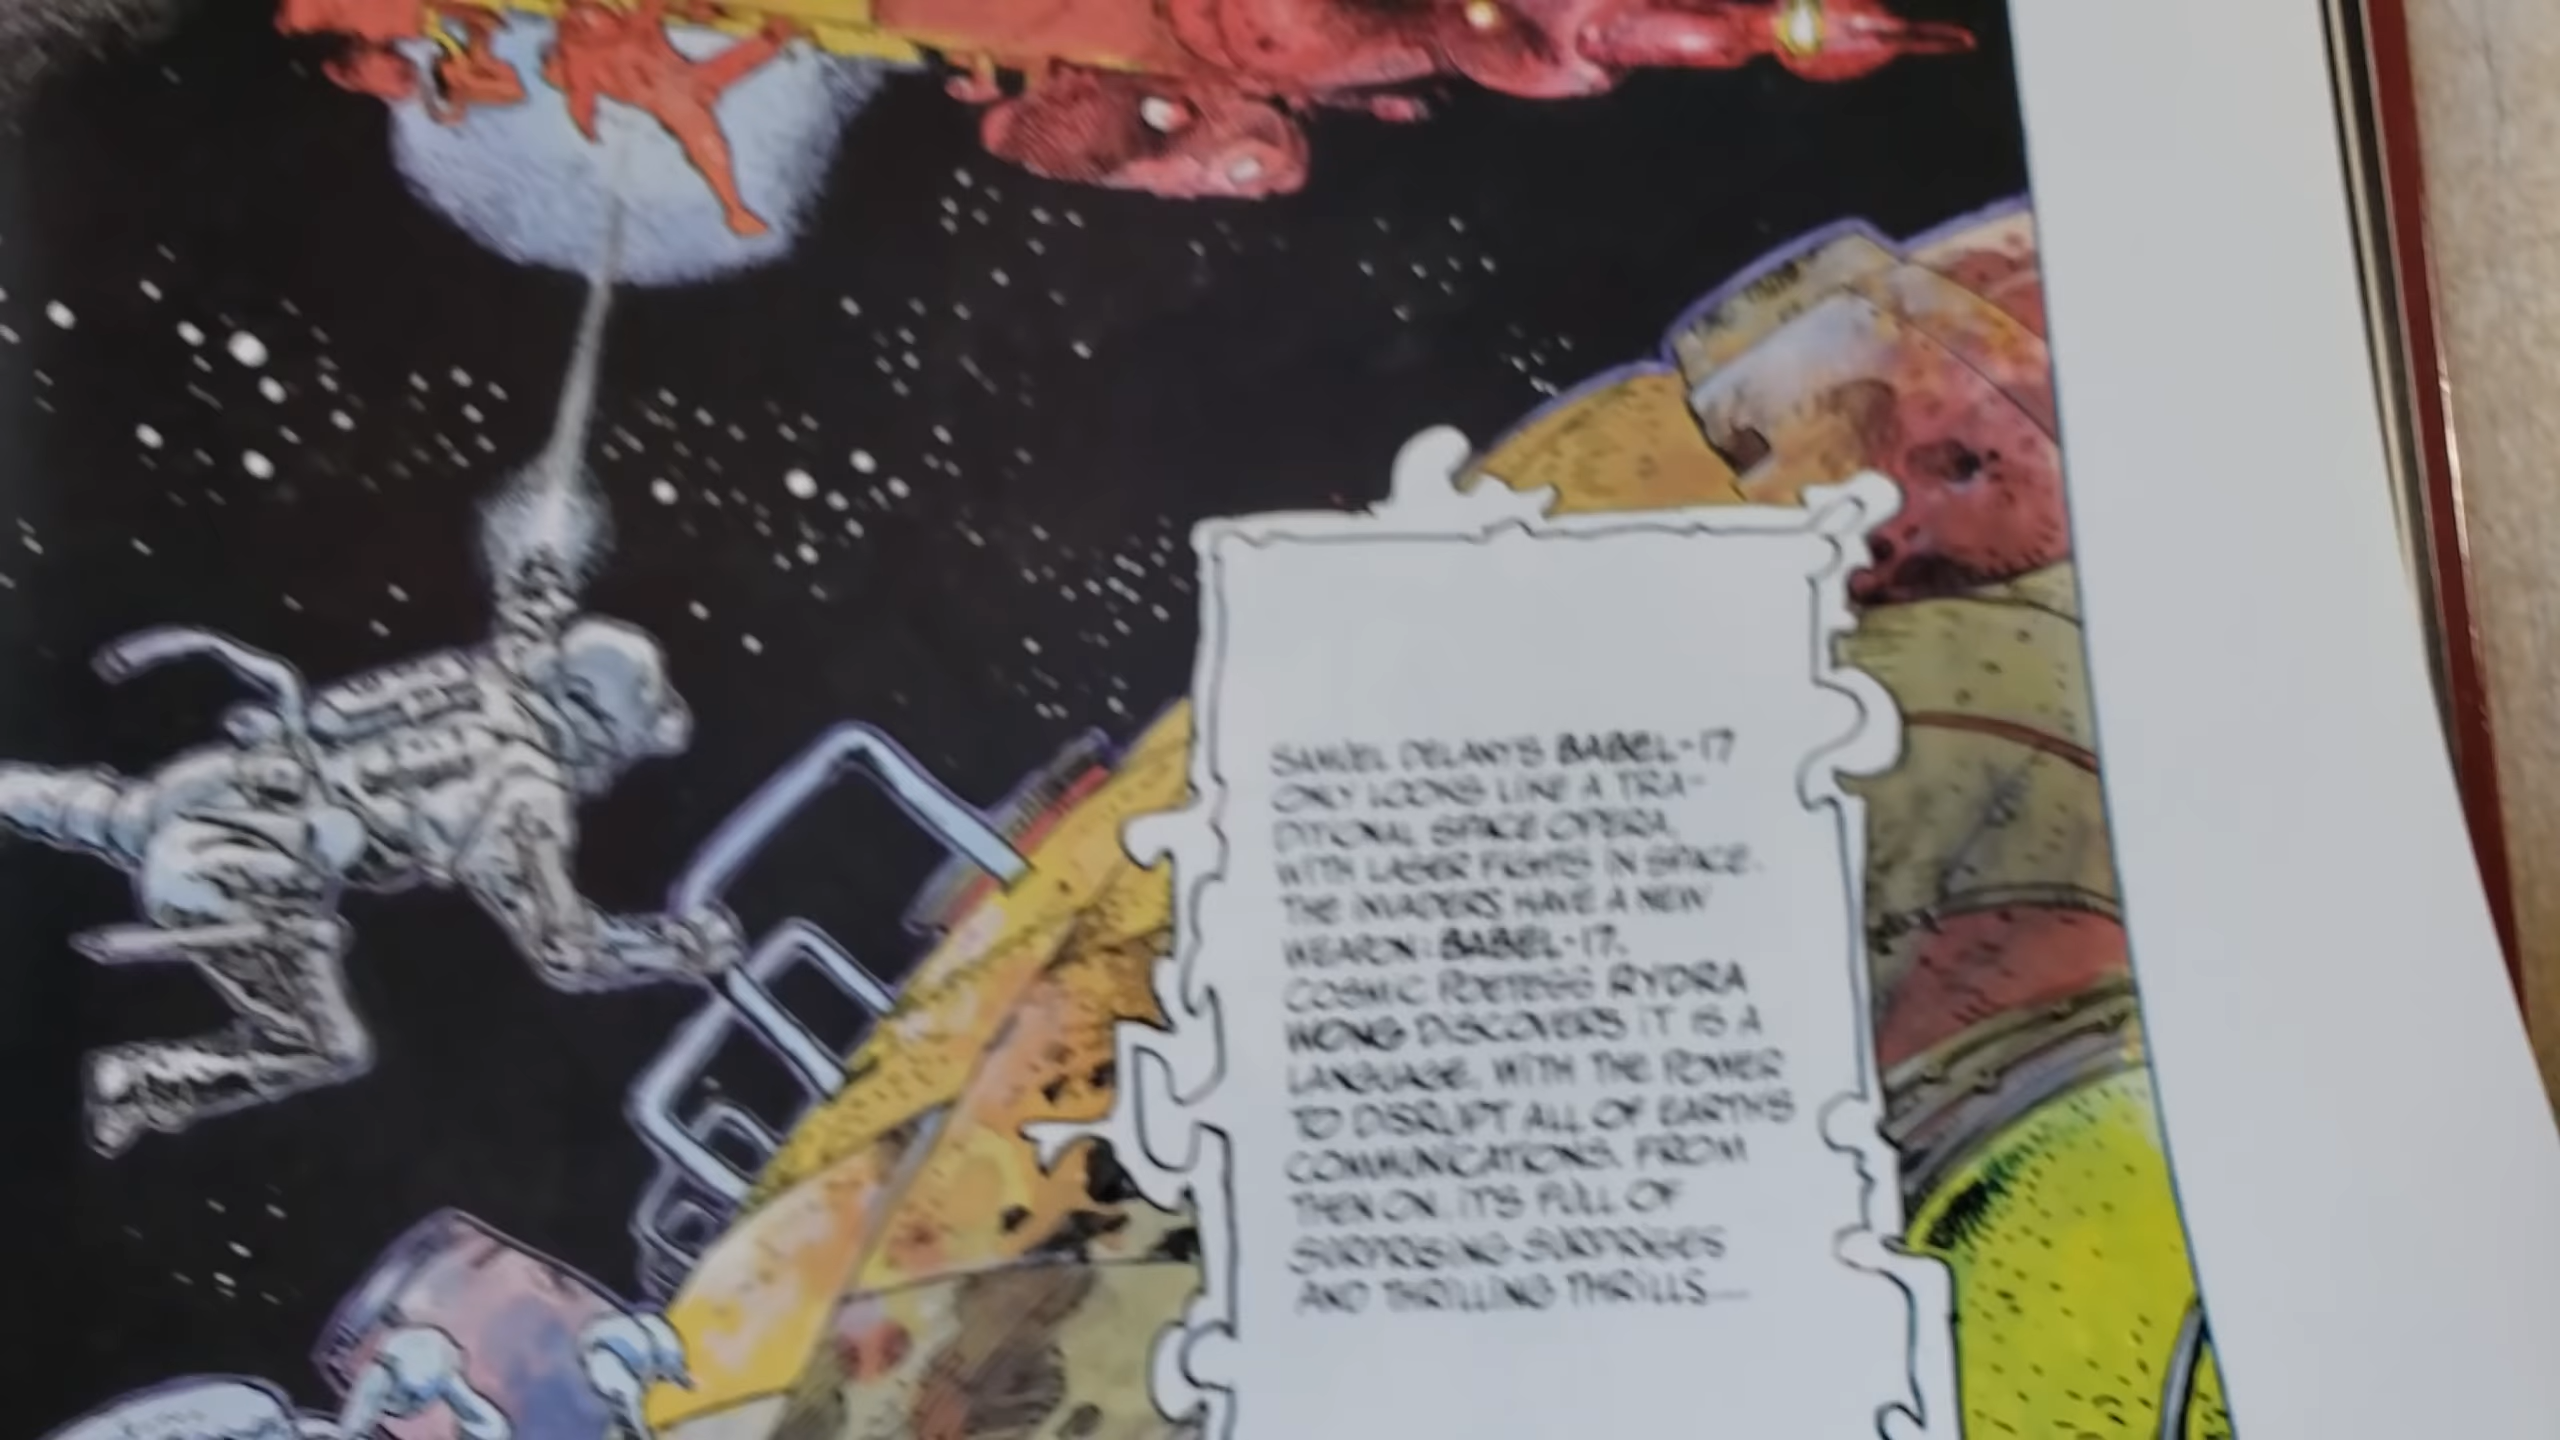 SAMUEL DELANY'S BABEL-17
ONLY LOOKS LIKE A TRA-
DITIONAL SPACE OPERA,
WITH LASER FIGHTS IN SPACE.
THE INVADERS HAVE A NEW
WEAPON: BABEL-17.
COSMIC POETESS RYDRA
WONG DISCOVERS IT IS A
LANGUAGE, WITH THE POWER
TO DISRUPT ALL OF EARTH'S
COMMUNICATIONS. FROM
THEN ON, IT'S FULL OF
SURPRISING SURPRISES
AND THRILLING THRILLS...